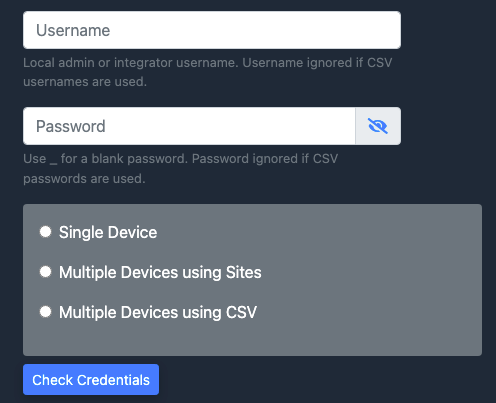 Username
Local admin or integrator username. Username ignored if CSV
usernames are used.
Password
Use _ for a blank password. Password ignored if CSV
passwords are used.
Single Device
Multiple Devices using Sites
Multiple Devices using CSV
Check Credentials